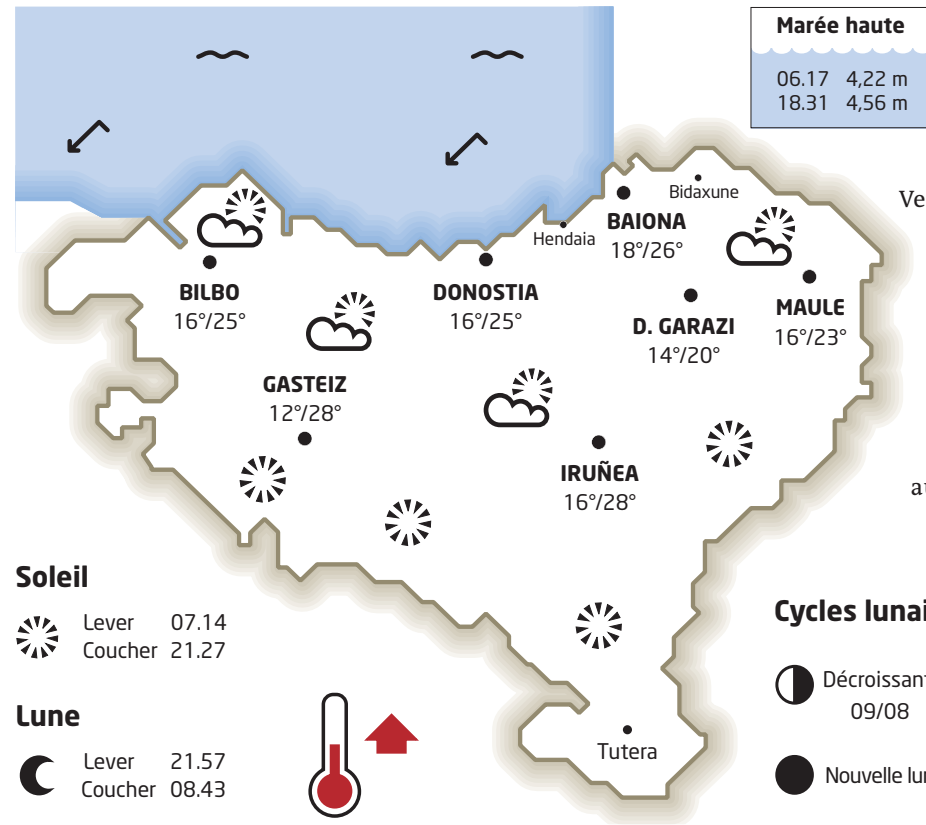 Marée haute
06.17 4,22 m
18.31 4,56 m
Bidaxune
BAIONA
18°/26°
Hendaia
BILBO
16°/25°
DONOSTIA
16°/25°
D. GARAZI
14°/20°
MAULE
16°/23°
GASTEIZ
12°/28°
IRUÑEA
16°/28°
Soleil
Lever 07.14
Coucher 21.27
Lune
Lever 21.57
Coucher 08.43
Tutera
Cycles
09/08
Nouvelle